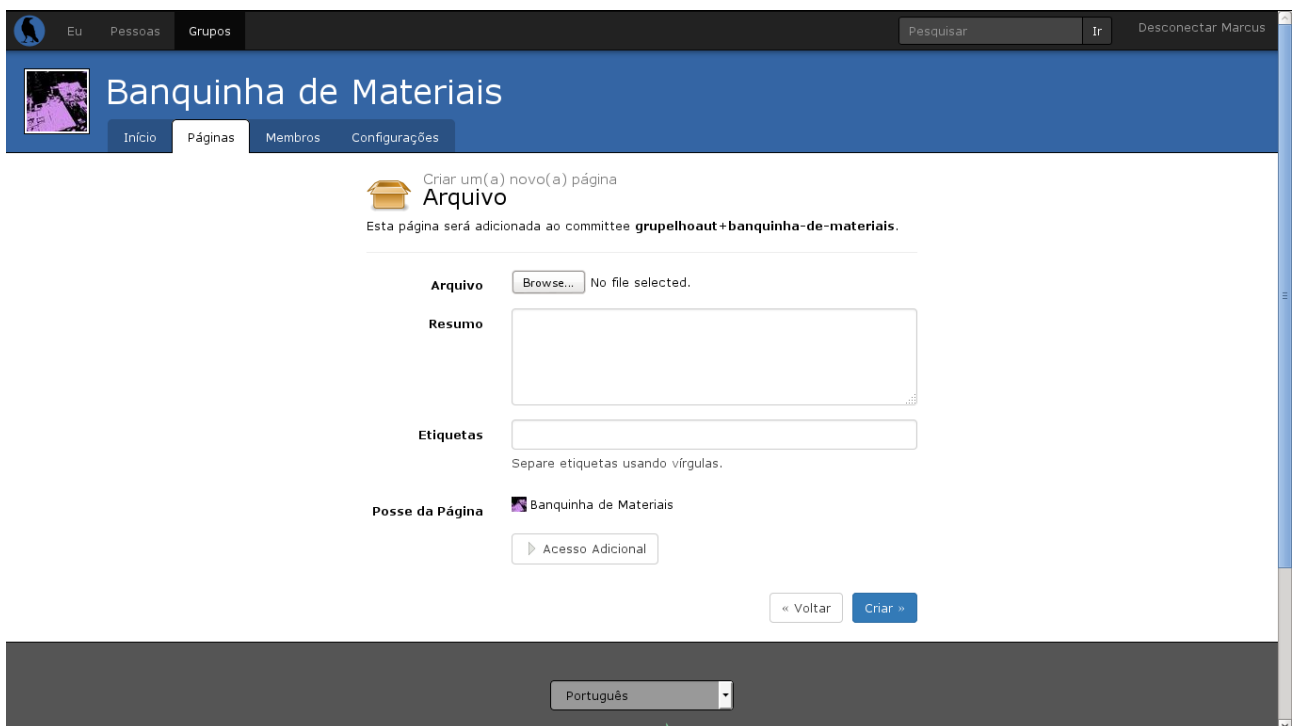 Eu Pessoas Grupos Pesquisar Ir Desconectar Marcus
Banquinha de Materiais
Início Páginas Membros Configurações
Criar um(a) novo(a) página
Arquivo
Esta página será adicionada ao committee grupelhoaut+banquinha-de-materiais.
Arquivo Browse... No file selected.
Resumo
Etiquetas
Separe etiquetas usando vírgulas.
Posse da Página Banquinha de Materiais
Acesso Adicional
« Voltar Criar »
Português